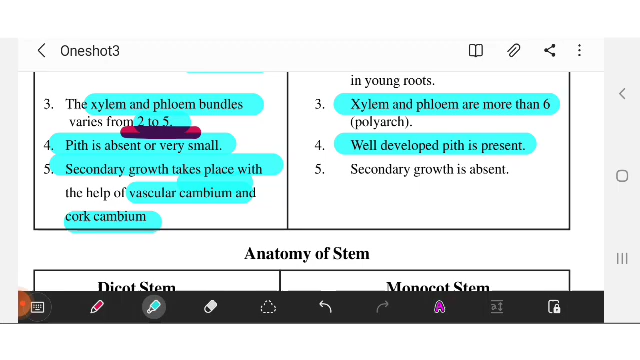 Oneshot3
in young roots.
3. The xylem and phloem bundles
varies from 2 to 5.
4. Pith is absent or very small.
5. Secondary growth takes place with
the help of vascular cambium and
cork cambium
3. Xylem and phloem are more than 6
(polyarch).
4. Well developed pith is present.
5. Secondary growth is absent.
Anatomy of Stem
Dicot Stem
Monocot Stem